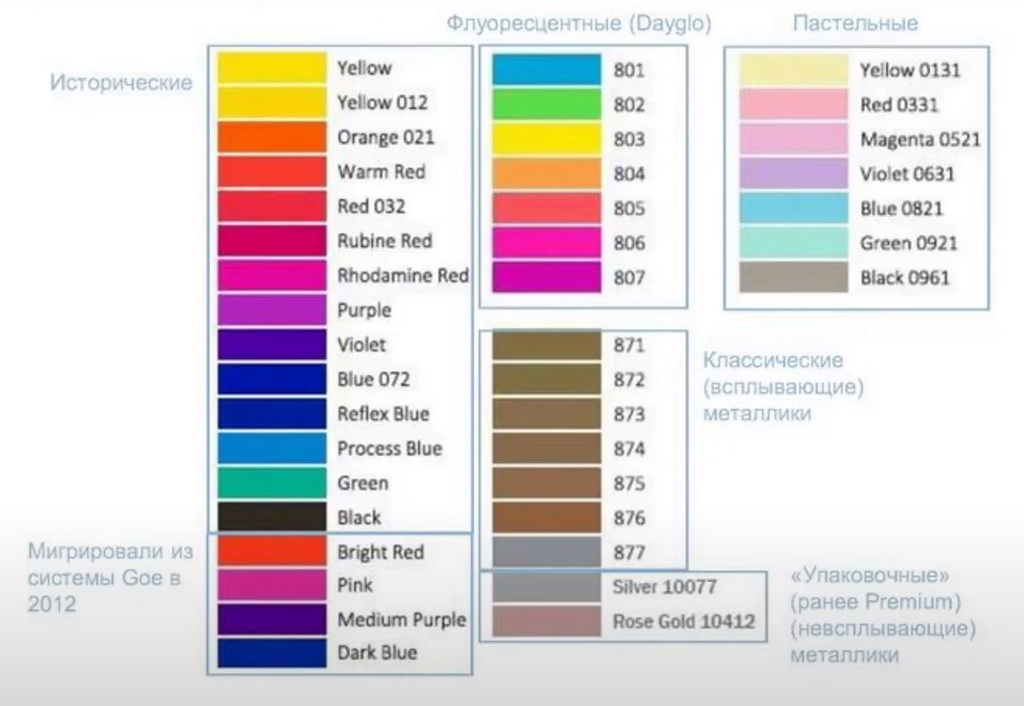 Флуоресцентные (Dayglo)
Пастельные
Исторические
Yellow
Yellow 012
Orange 021
Warm Red
Red 032
Rubine Red
Rhodamine Red
Purple
Violet
Blue 072
Reflex Blue
Process Blue
Green
Black
Мигрировали из
системы Goe в
2012
Bright Red
Pink
Medium Purple
Dark Blue
801
802
803
804
805
806
807
871
872
873
874
875
876
877
Silver 10077
Rose Gold 10412
Yellow 0131
Red 0331
Magenta 0521
Violet 0631
Blue 0821
Green 0921
Black 0961
Классические
(всплывающие)
металлики
«Упаковочные»
(ранее Premium)
(невсплывающие)
металлики